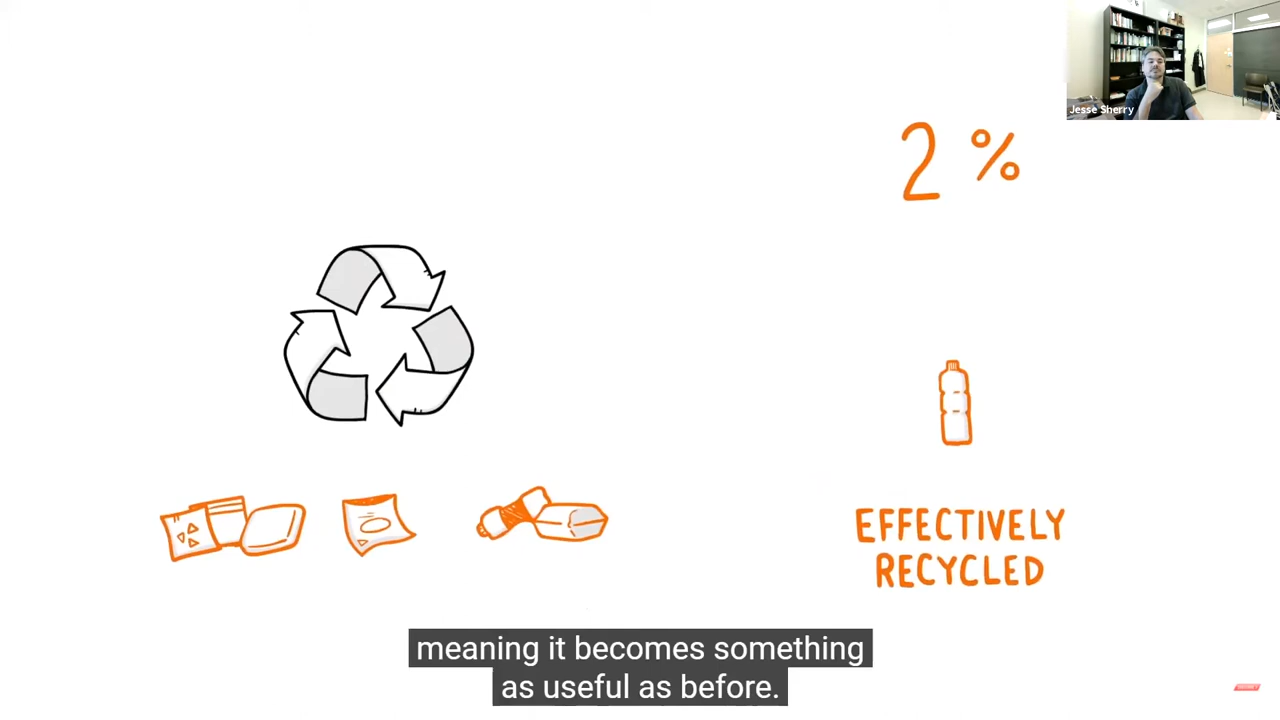 Jesse Sherry
2 %
EFFECTIVELY
RECYCLED
meaning it becomes something
as useful as before.